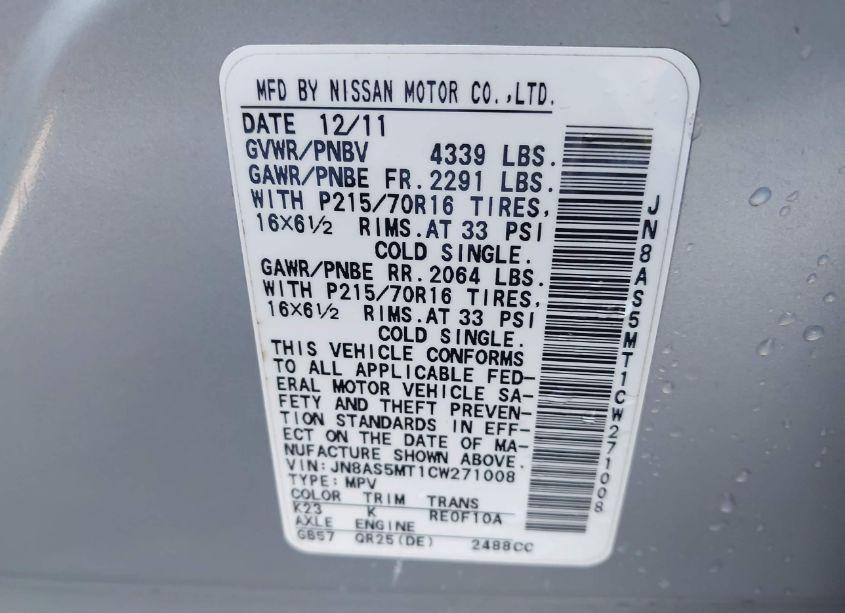 MFD BY NISSAN MOTOR CO.,LTD.
DATE 12/11
GVWR/PNBV 4339 LBS.
GAWR/PNBE FR. 2291 LBS.
WITH P215/70R16 TIRES,
16X6½ RIMS.AT 33 PSI
COLD SINGLE.
GAWR/PNBE RR. 2064 LBS.
WITH P215/70R16 TIRES,
16X6½ RIMS.AT 33 PSI
COLD SINGLE.
THIS VEHICLE CONFORMS
TO ALL APPLICABLE FED-
ERAL MOTOR VEHICLE SA-
FETY AND THEFT PREVEN-
TION STANDARDS IN EFF-
ECT ON THE DATE OF MA-
NUFACTURE SHOWN ABOVE.
VIN: JN8AS5MT1CW271008
TYPE: MPV
COLOR TRIM TRANS
K23 K RE0F10A
AXLE ENGINE
GB57 QR25(DE) 2488CC
JN8AS5MT1CW271008